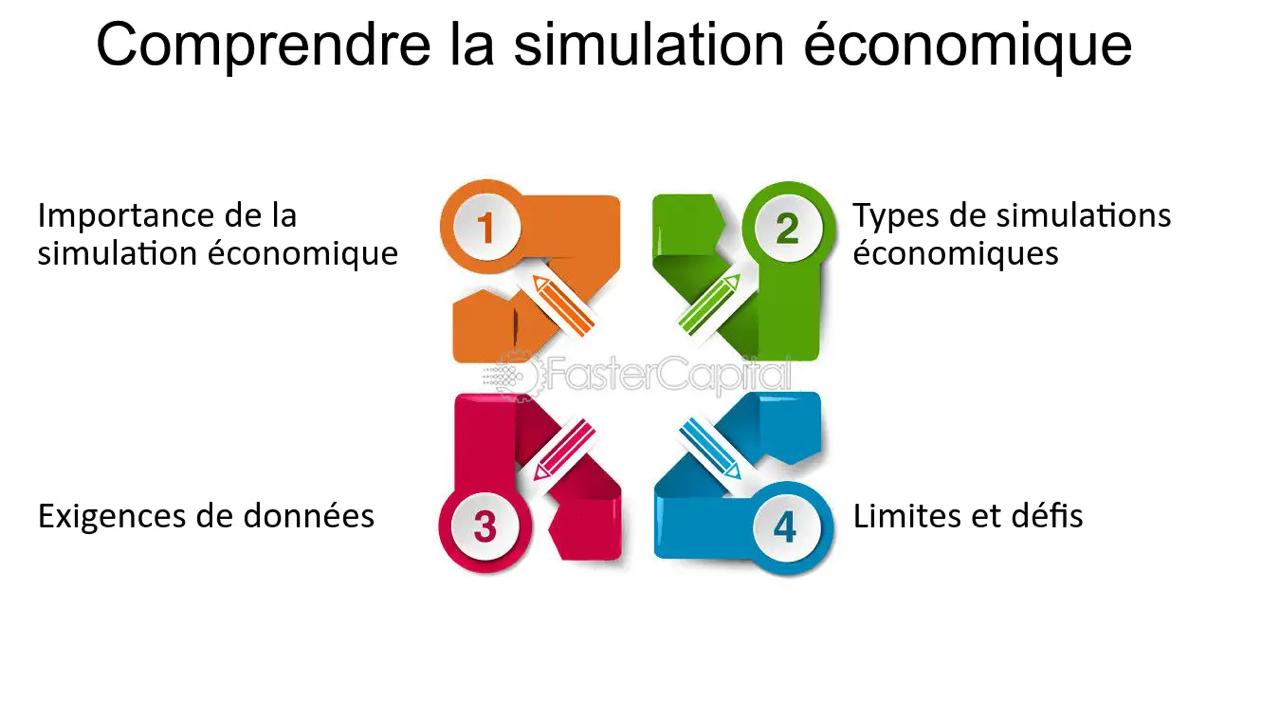 Comprendre la simulation économique
Importance de la
simulation économique
1
2
Types de simulations
économiques
FasterCapital
Exigences de données
3
4
Limites et défis